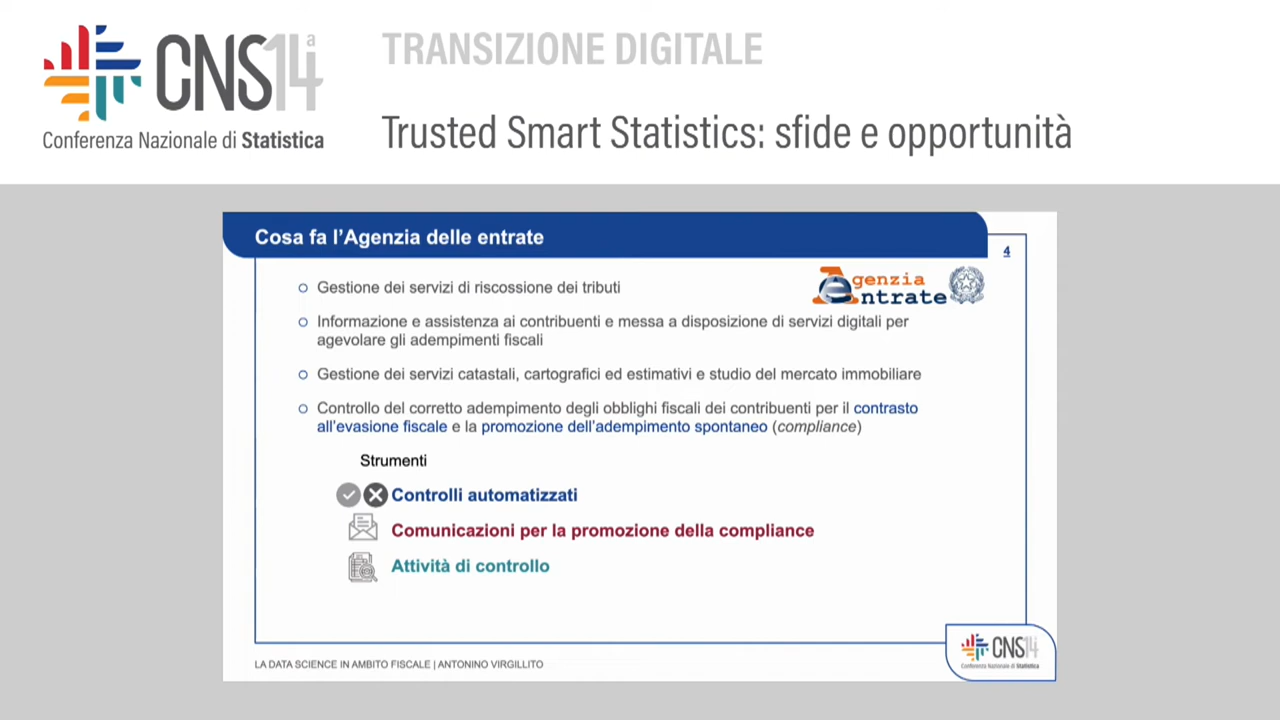 CNS14ª
Conferenza Nazionale di Statistica
TRANSIZIONE DIGITALE
Trusted Smart Statistics: sfide e opportunità
Cosa fa l'Agenzia delle entrate
4
Agenzia
Entrate
Gestione dei servizi di riscossione dei tributi
Informazione e assistenza ai contribuenti e messa a disposizione di servizi digitali per
agevolare gli adempimenti fiscali
Gestione dei servizi catastali, cartografici ed estimativi e studio del mercato immobiliare
Controllo del corretto adempimento degli obblighi fiscali dei contribuenti per il contrasto
all'evasione fiscale e la promozione dell'adempimento spontaneo (compliance)
Strumenti
Controlli automatizzati
Comunicazioni per la promozione della compliance
Attività di controllo
LA DATA SCIENCE IN AMBITO FISCALE | ANTONINO VIRGILLITO
CNS14
Conferenza Nazionale di Statistica